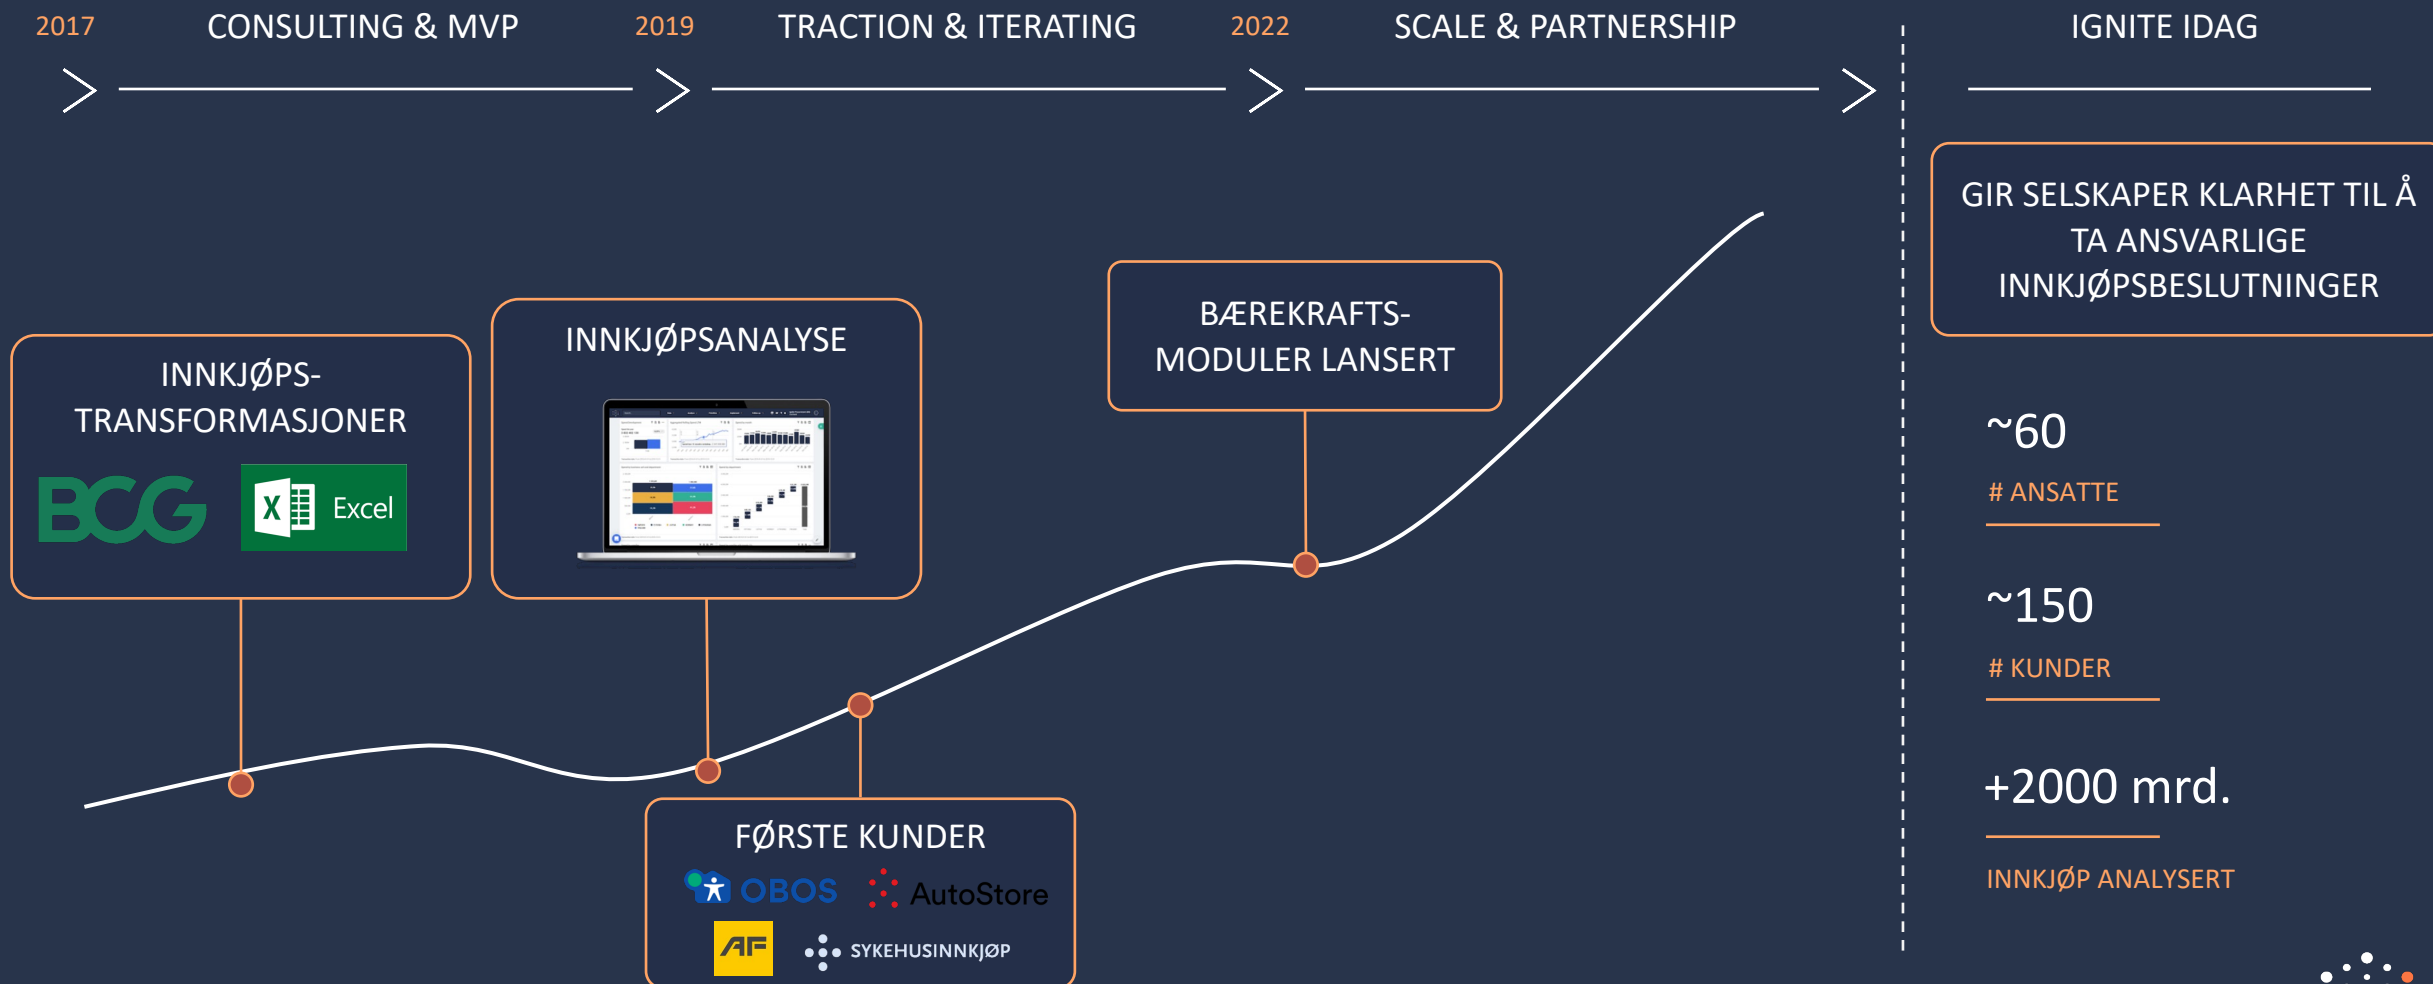 2017
CONSULTING & MVP
2019
TRACTION & ITERATING
2022
SCALE & PARTNERSHIP
IGNITE IDAG
GIR SELSKAPER KLARHET TIL Å
TA ANSVARLIGE
INNKJØPSBESLUTNINGER
INNKJØPS-
TRANSFORMASJONER
BCG
X
Excel
INNKJØPSANALYSE
BÆREKRAFTS-
MODULER LANSERT
FØRSTE KUNDER
OBOS
AutoStore
AF
SYKEHUSINNKJØP
~60
# ANSATTE
~150
# KUNDER
+2000 mrd.
INNKJØP ANALYSERT